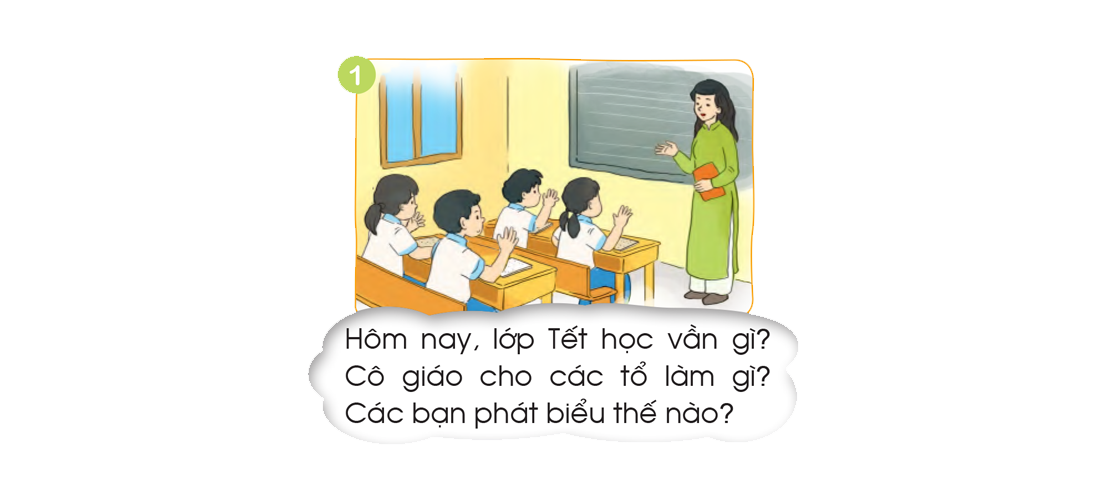 1
Hôm nay, lớp Tết học vần gì?
Cô giáo cho các tổ làm gì?
Các bạn phát biểu thế nào?